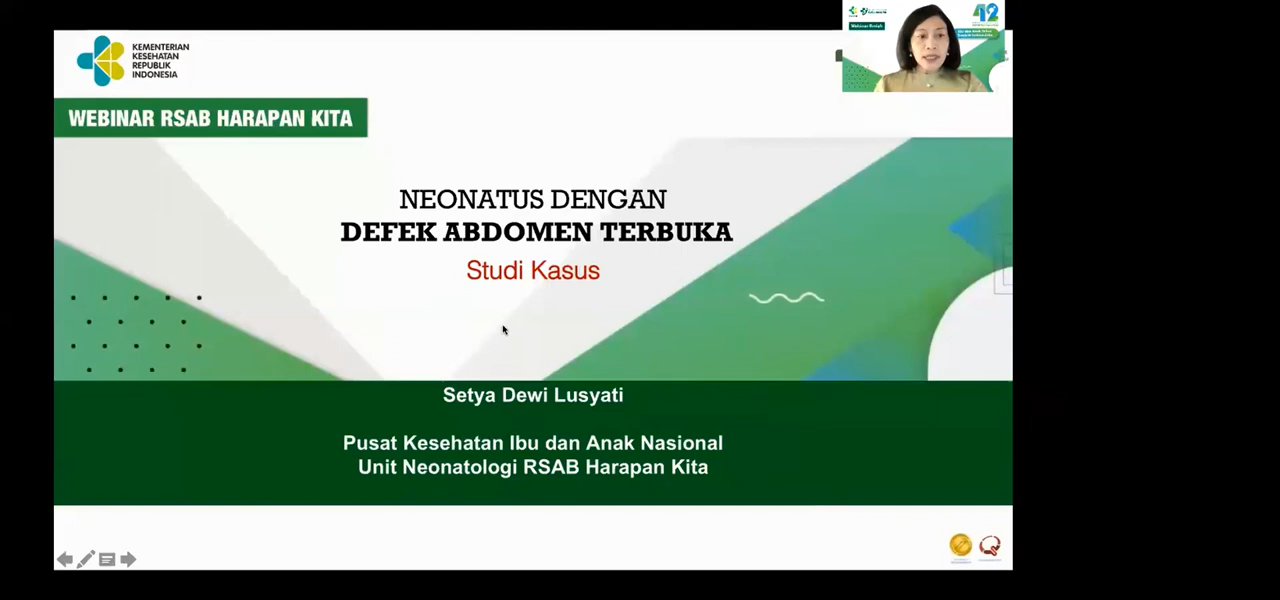 KEMENTERIAN
KESEHATAN
REPUBLIK
INDONESIA
WEBINAR RSAB HARAPAN KITA
NEONATUS DENGAN
DEFEK ABDOMEN TERBUKA
Studi Kasus
Setya Dewi Lusyati
Pusat Kesehatan Ibu dan Anak Nasional
Unit Neonatologi RSAB Harapan Kita
42